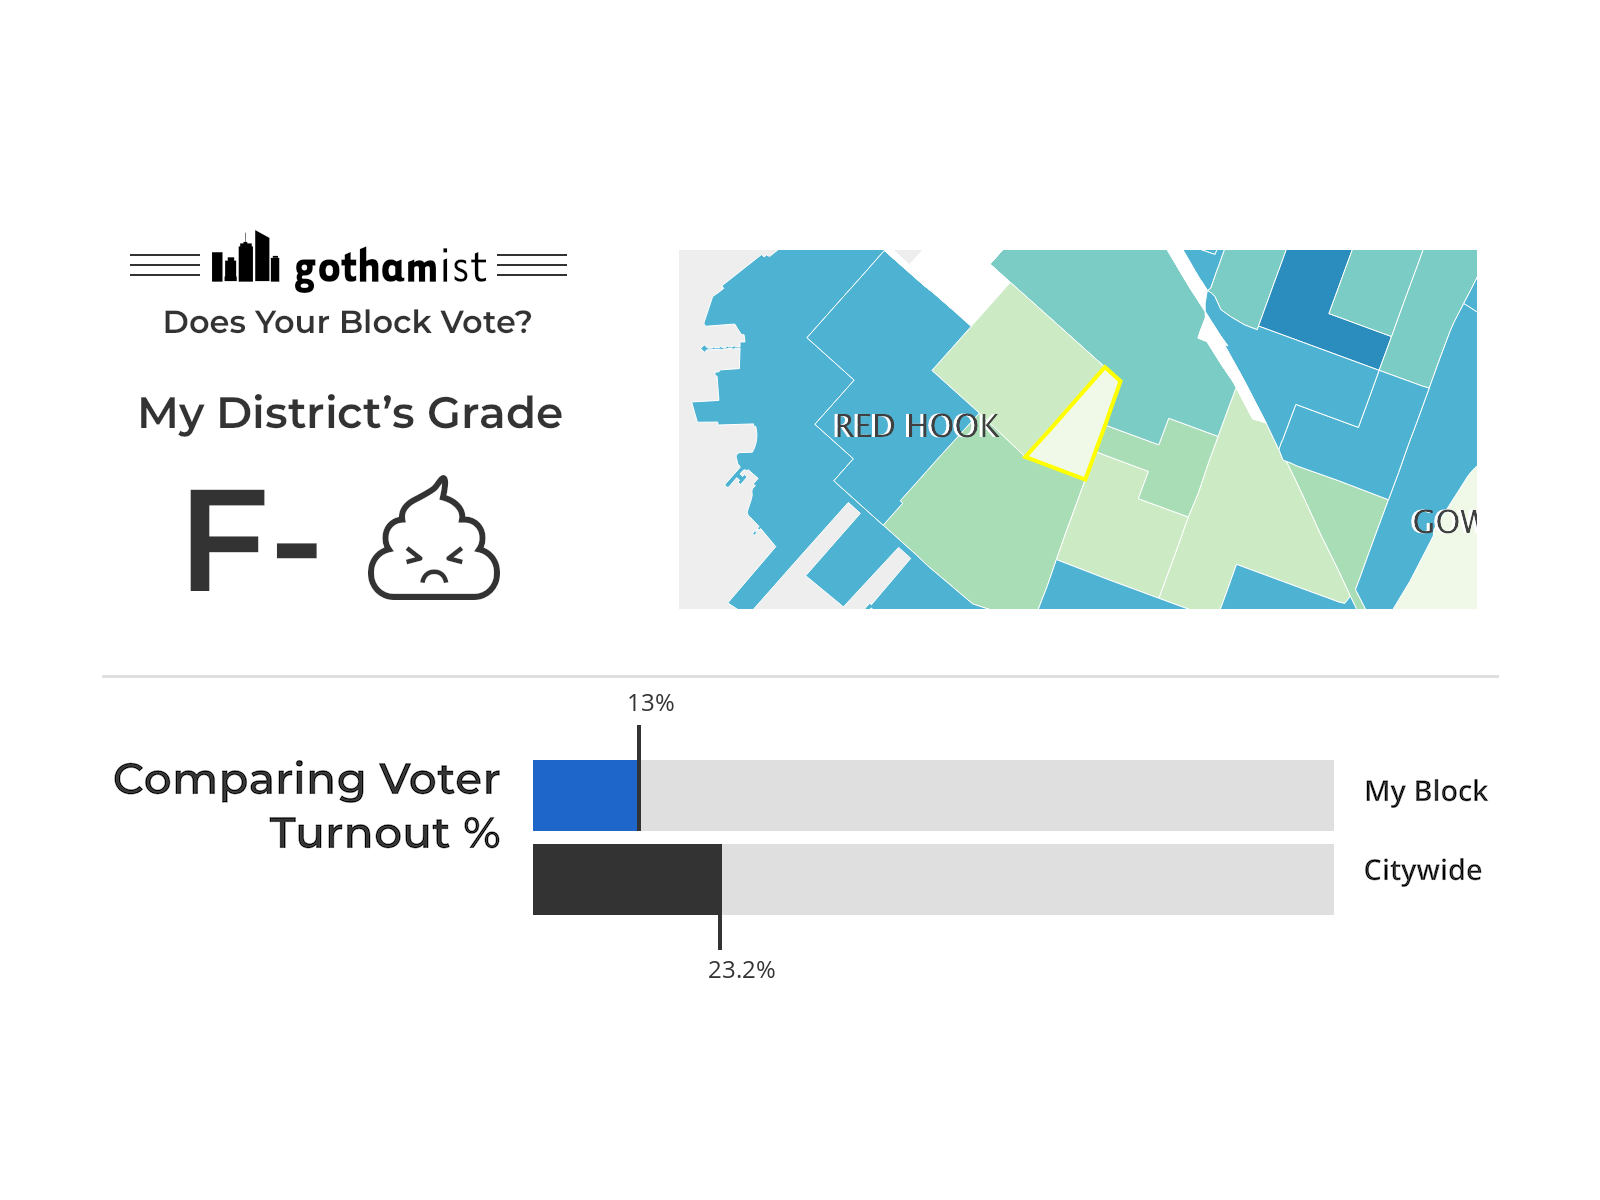 gothamist
Does Your Block Vote?
My District's Grade
F-
RED HOOK
GOW
13%
Comparing Voter
Turnout %
My Block
Citywide
23.2%